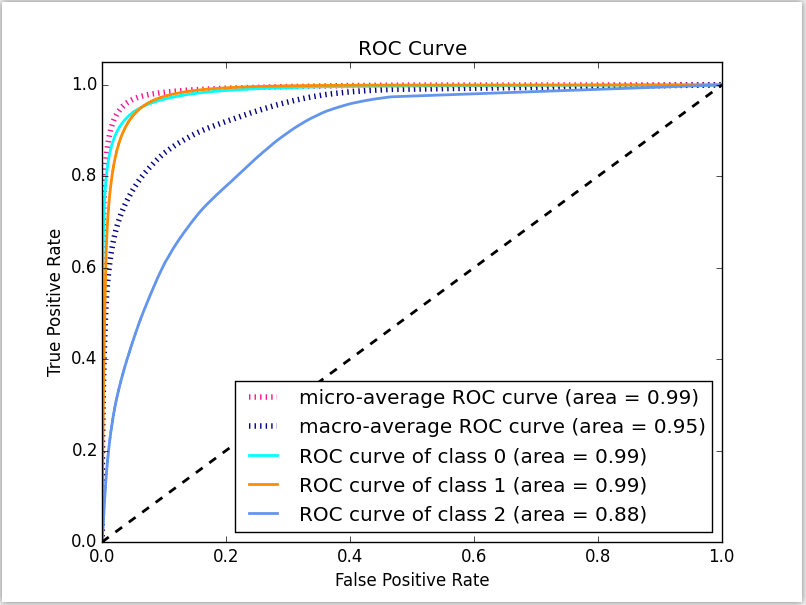 ROC Curve
1.0
0.8
0.6
0.4
0.2
0.0
True Positive Rate
micro-average ROC curve (area = 0.99)
macro-average ROC curve (area = 0.95)
ROC curve of class 0 (area = 0.99)
ROC curve of class 1 (area = 0.99)
ROC curve of class 2 (area = 0.88)
0.0 0.2 0.4 0.6 0.8 1.0
False Positive Rate